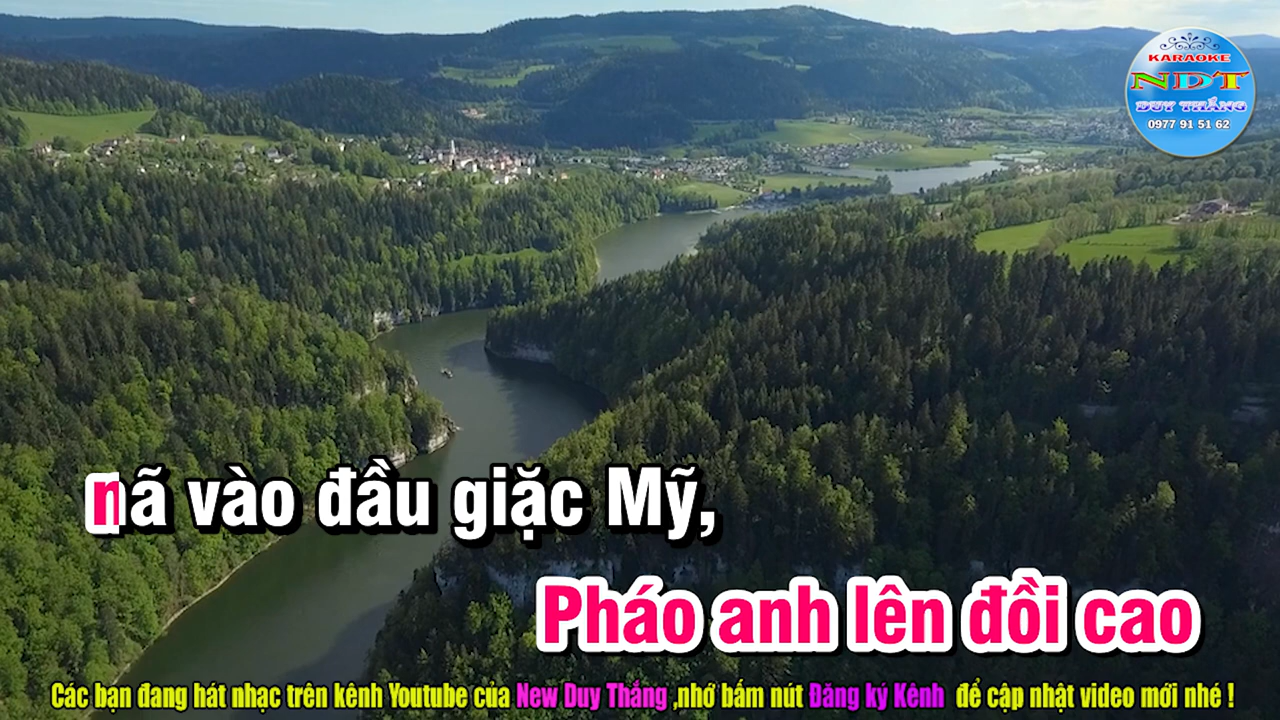 KARAOKE
NDT
DUY THẮNG
0977 91 51 62
nã vào đầu giặc Mỹ,
Pháo anh lên đồi cao
Các bạn đang hát nhạc trên kênh Youtube của New Duy Thắng ,nhớ bấm nút Đăng ký Kênh để cập nhật video mới nhé !